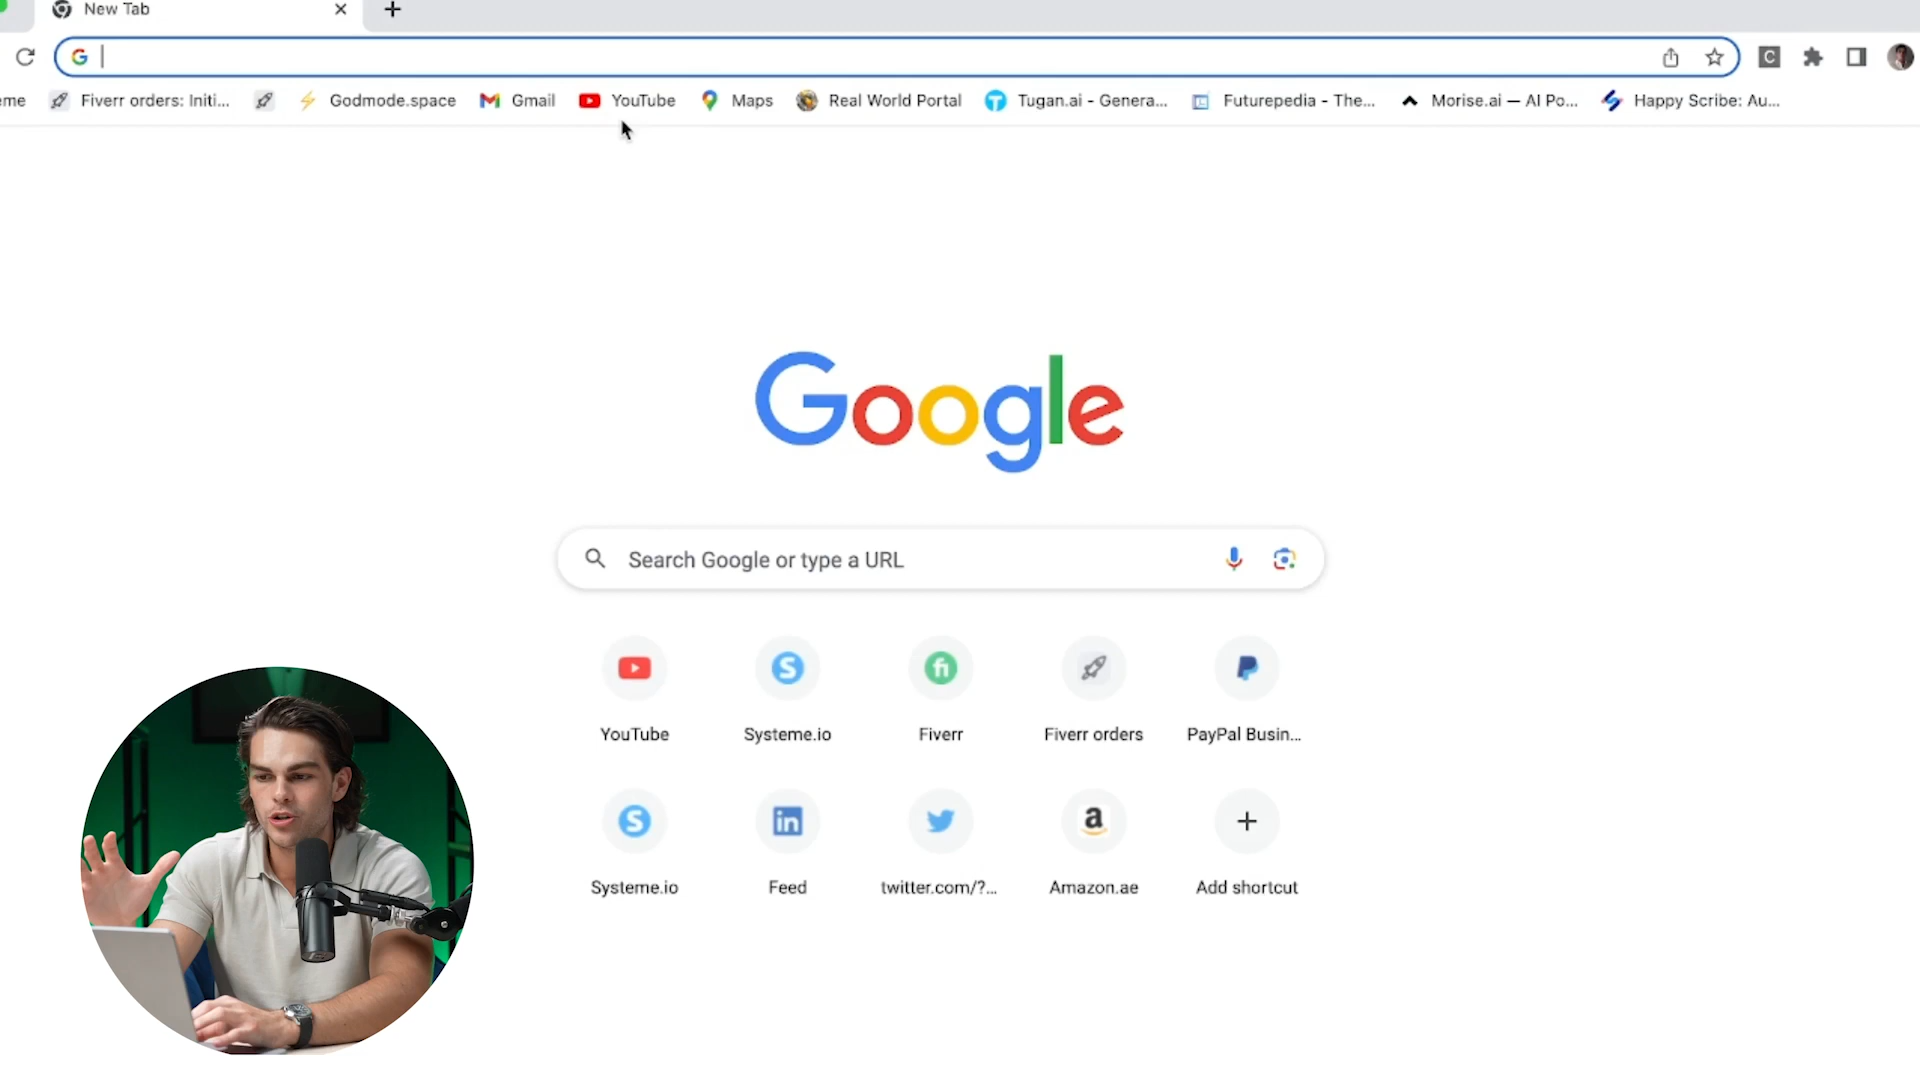 New Tab
eme Fiverr orders: Initi... Godmode.space Gmail YouTube Maps Real World Portal Tugan.ai - Genera... Futurepedia - The... Morise.ai — AI Po... Happy Scribe: Au...
Google
Search Google or type a URL
YouTube Systeme.io Fiverr Fiverr orders PayPal Busin...
Systeme.io Feed twitter.com/?... Amazon.ae Add shortcut